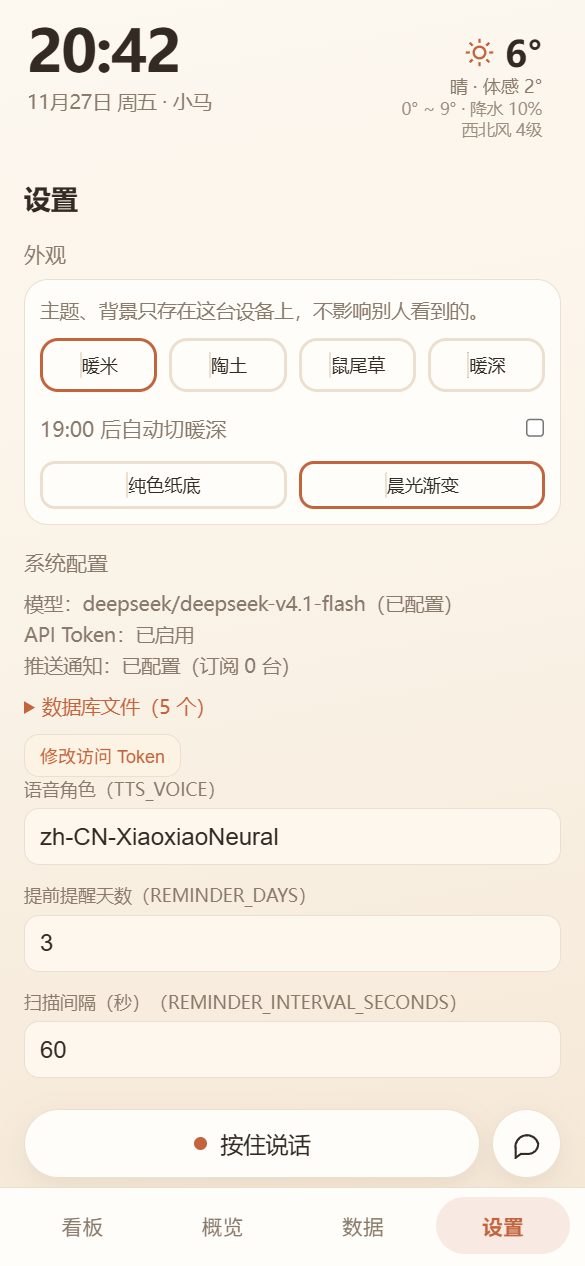 20:42
11月27日 周五 · 小马
6°
晴 · 体感 2°
0° ~ 9° · 降水 10%
西北风 4级
设置
外观
主题、背景只存在这台设备上，不影响别人看到的。
暖米 陶土 鼠尾草 暖深
19:00 后自动切暖深
纯色纸底 晨光渐变
系统配置
模型：deepseek/deepseek-v4.1-flash（已配置）
API Token：已启用
推送通知：已配置（订阅 0 台）
数据库文件（5 个）
修改访问 Token
语音角色（TTS_VOICE）
zh-CN-XiaoxiaoNeural
提前提醒天数（REMINDER_DAYS）
3
扫描间隔（秒）（REMINDER_INTERVAL_SECONDS）
60
按住说话
看板 概览 数据 设置